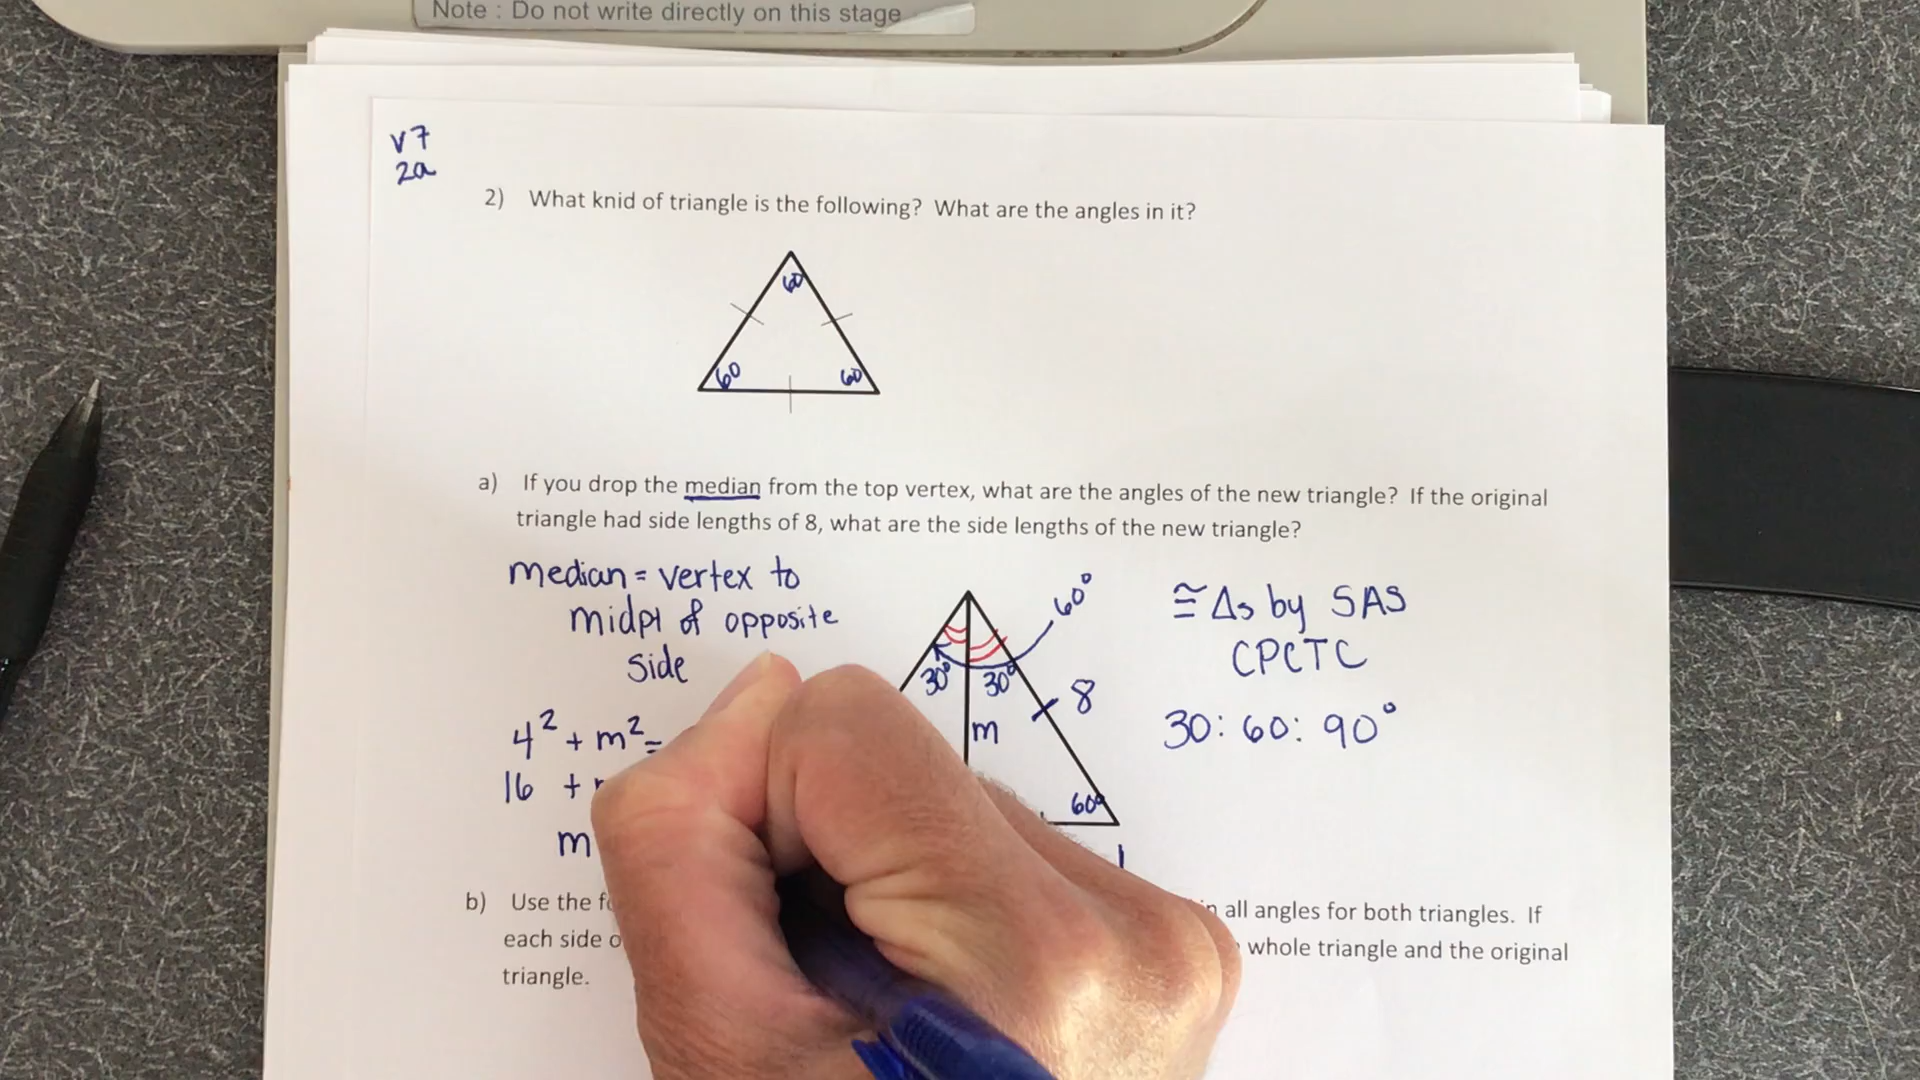 Note : Do not write directly on this stage
v7
2a
2) What knid of triangle is the following? What are the angles in it?
60
60
60
a) If you drop the median from the top vertex, what are the angles of the new triangle? If the original
triangle had side lengths of 8, what are the side lengths of the new triangle?
median = vertex to
midpt of opposite
side
4² + m² =
16 +
m
60°
30°
30°
8
m
60°
≅ Δs by SAS
CPCTC
30: 60: 90°
b) Use the
all angles for both triangles. If
each side
whole triangle and the original
triangle.